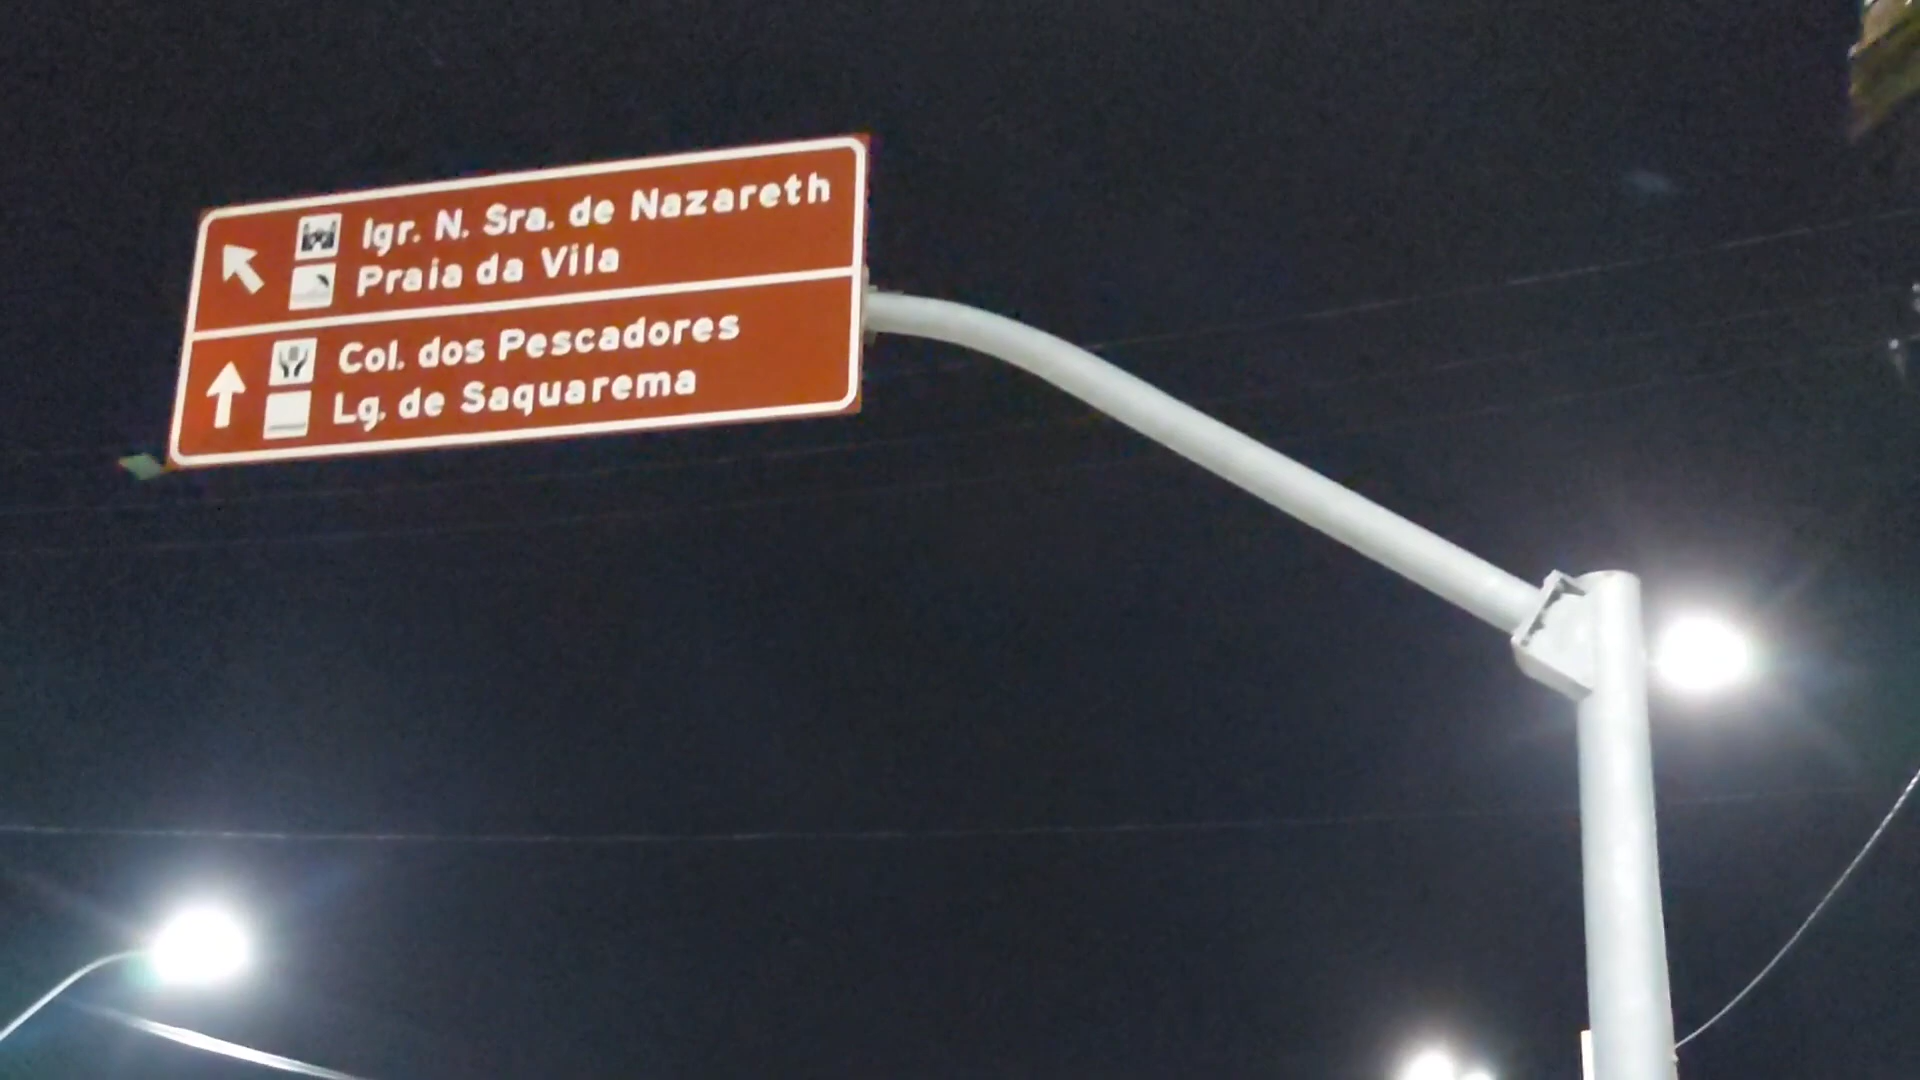 Igr. N. Sra. de Nazareth
Praia da Vila
Col. dos Pescadores
Lg. de Saquarema